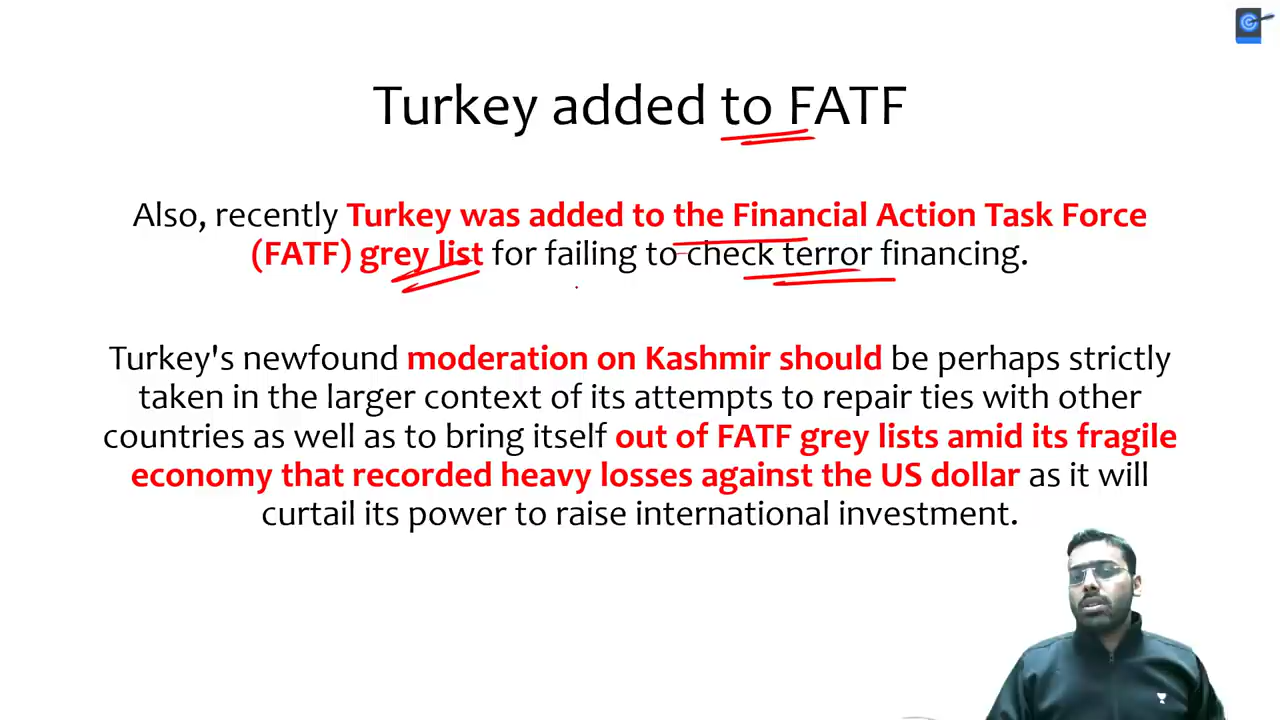 Turkey added to FATF
Also, recently Turkey was added to the Financial Action Task Force
(FATF) grey list for failing to check terror financing.
Turkey's newfound moderation on Kashmir should be perhaps strictly
taken in the larger context of its attempts to repair ties with other
countries as well as to bring itself out of FATF grey lists amid its fragile
economy that recorded heavy losses against the US dollar as it will
curtail its power to raise international investment.